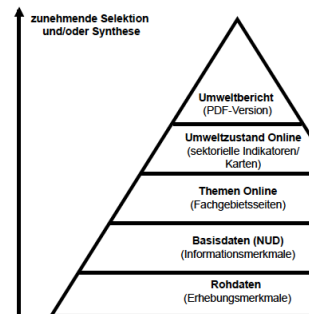 zunehmende Selektion
und/oder Synthese
Umweltbericht
(PDF-Version)
Umweltzustand Online
(sektorielle Indikatoren/
Karten)
Themen Online
(Fachgebietsseiten)
Basisdaten (NUD)
(Informationsmerkmale)
Rohdaten
(Erhebungsmerkmale)